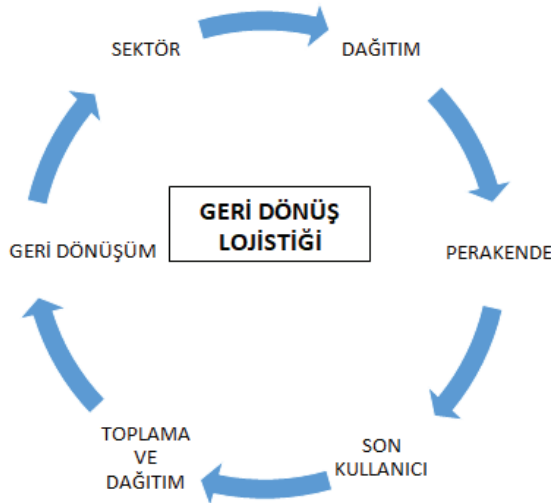 SEKTÖR
DAĞITIM
GERİ DÖNÜŞ
LOJİSTİĞİ
GERİ DÖNÜŞÜM
PERAKENDE
TOPLAMA
VE
DAĞITIM
SON
KULLANICI